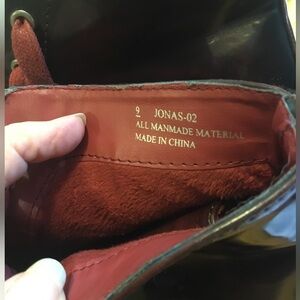 9 JONAS-02
ALL MANMADE MATERIAL
MADE IN CHINA